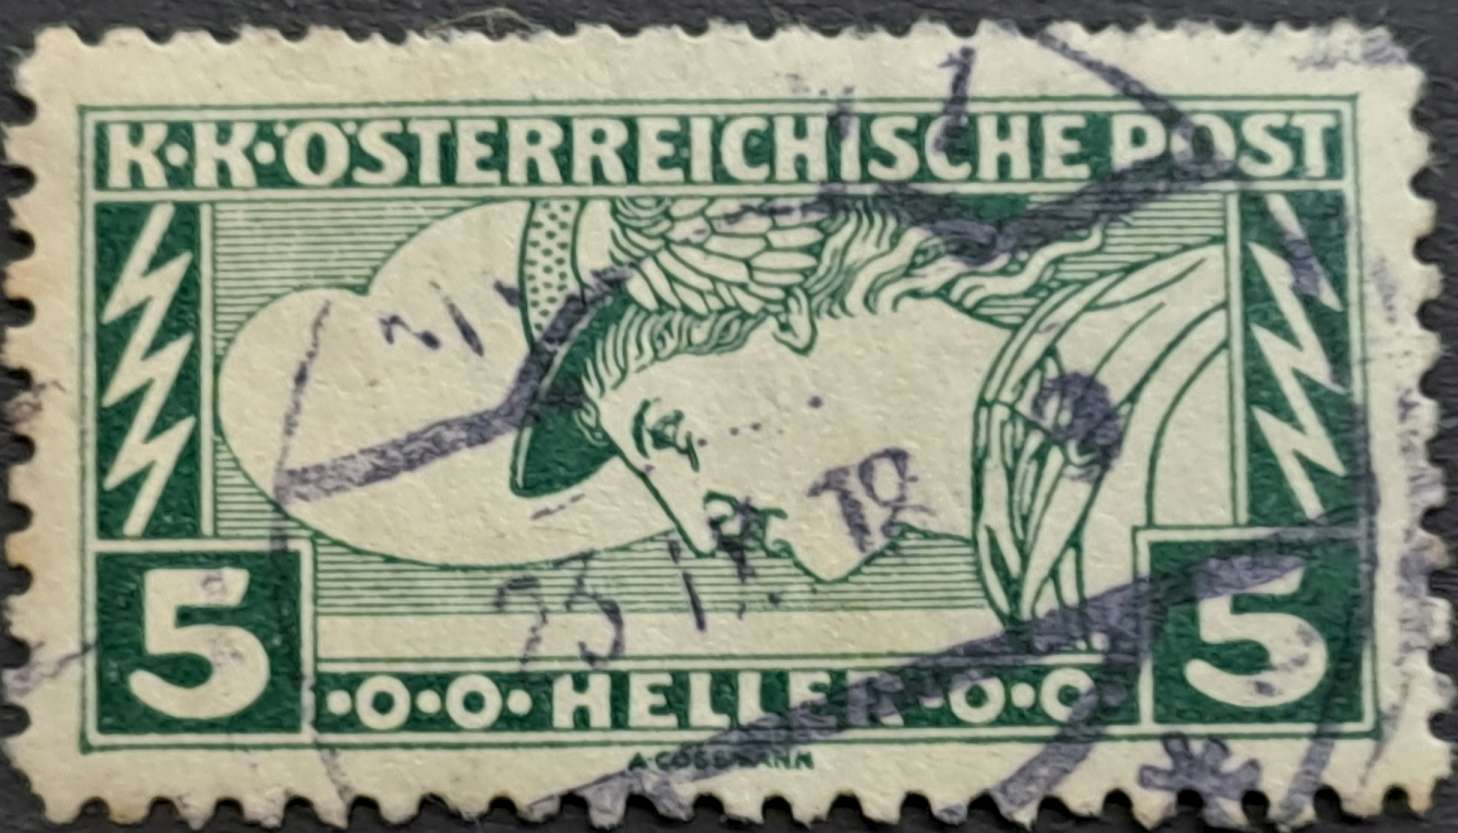 K·K·ÖSTERREICHISCHE POST
5 ·O·O·HELLER·O·O· 5
A·COSSMANN